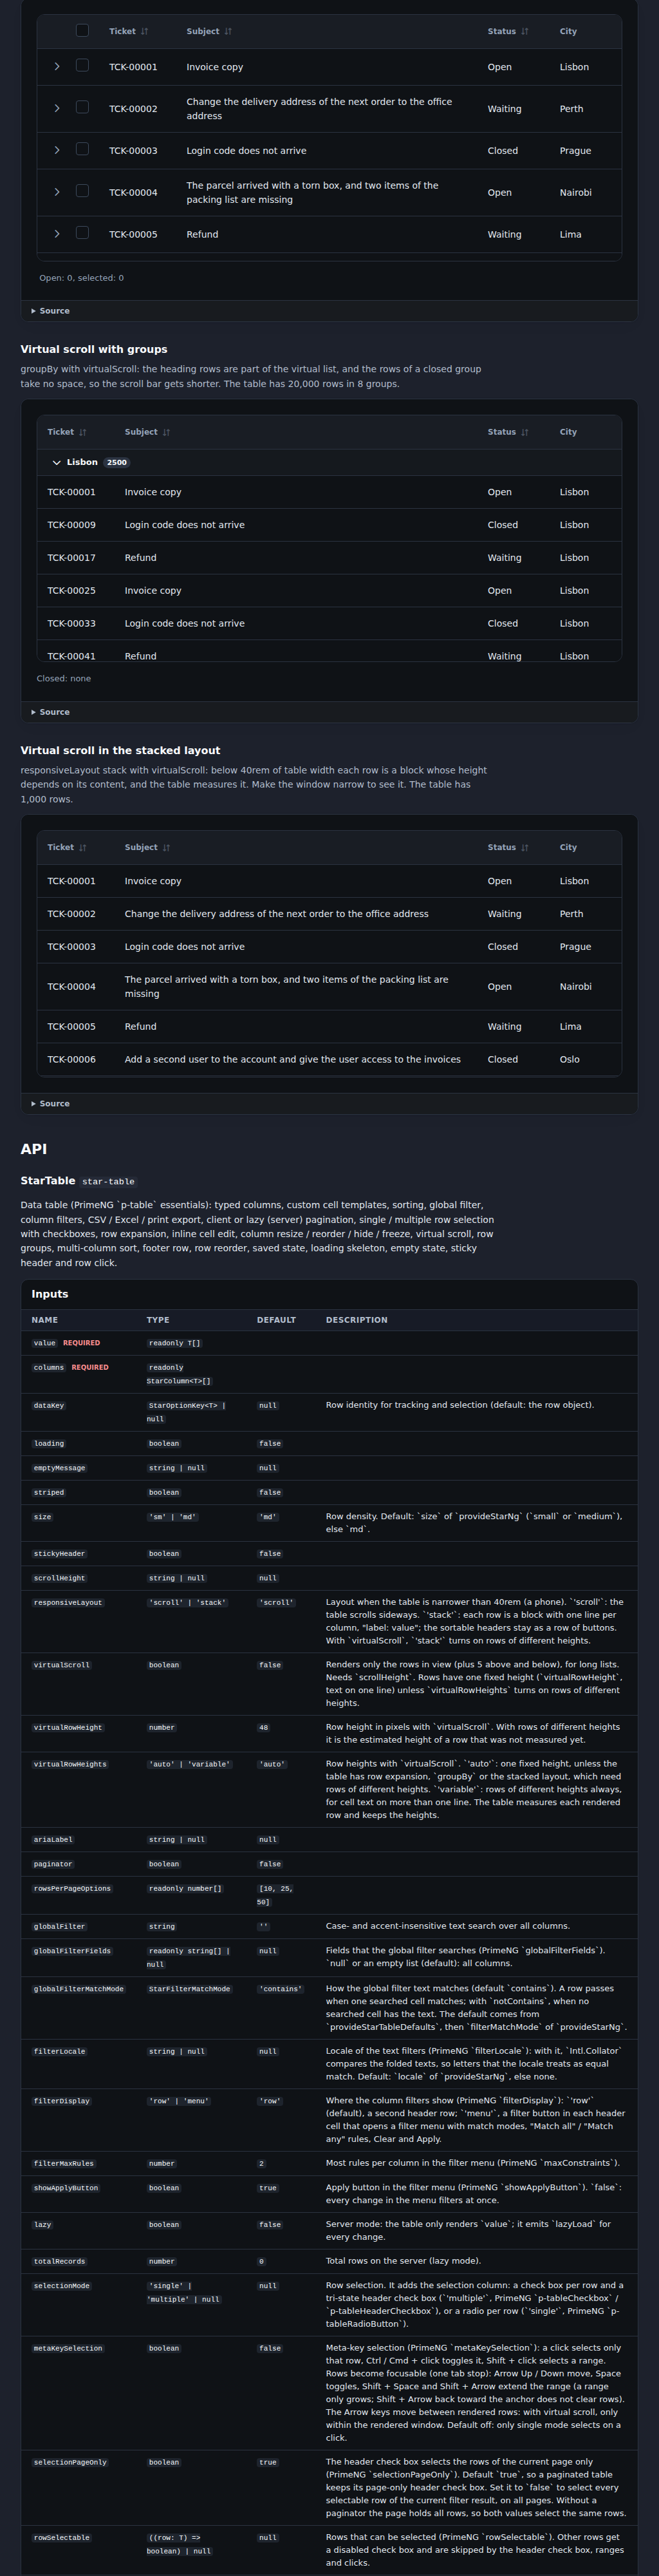 Ticket Subject Status City
TCK-00001 Invoice copy Open Lisbon
TCK-00002 Change the delivery address of the next order to the office address Waiting Perth
TCK-00003 Login code does not arrive Closed Prague
TCK-00004 The parcel arrived with a torn box, and two items of the packing list are missing Open Nairobi
TCK-00005 Refund Waiting Lima
Open: 0, selected: 0
Source
Virtual scroll with groups
groupBy with virtualScroll: the heading rows are part of the virtual list, and the rows of a closed group
take no space, so the scroll bar gets shorter. The table has 20,000 rows in 8 groups.
Ticket Subject Status City
Lisbon 2500
TCK-00001 Invoice copy Open Lisbon
TCK-00009 Login code does not arrive Closed Lisbon
TCK-00017 Refund Waiting Lisbon
TCK-00025 Invoice copy Open Lisbon
TCK-00033 Login code does not arrive Closed Lisbon
TCK-00041 Refund Waiting Lisbon
Closed: none
Source
Virtual scroll in the stacked layout
responsiveLayout stack with virtualScroll: below 40rem of table width each row is a block whose height
depends on its content, and the table measures it. Make the window narrow to see it. The table has
1,000 rows.
Ticket Subject Status City
TCK-00001 Invoice copy Open Lisbon
TCK-00002 Change the delivery address of the next order to the office address Waiting Perth
TCK-00003 Login code does not arrive Closed Prague
TCK-00004 The parcel arrived with a torn box, and two items of the packing list are missing Open Nairobi
TCK-00005 Refund Waiting Lima
TCK-00006 Add a second user to the account and give the user access to the invoices Closed Oslo
Source
API
StarTable star-table
Data table (PrimeNG `p-table` essentials): typed columns, custom cell templates, sorting, global filter,
column filters, CSV / Excel / print export, client or lazy (server) pagination, single / multiple row selection
with checkboxes, row expansion, inline cell edit, column resize / reorder / hide / freeze, virtual scroll, row
groups, multi-column sort, footer row, row reorder, saved state, loading skeleton, empty state, sticky
header and row click.
Inputs
NAME TYPE DEFAULT DESCRIPTION
value REQUIRED readonly T[]
columns REQUIRED readonly
StarColumn<T>[]
dataKey StarOptionKey<T> | null null Row identity for tracking and selection (default: the row object).
loading boolean false
emptyMessage string | null null
striped boolean false
size 'sm' | 'md' 'md' Row density. Default: `size` of `provideStarNg` (`small` or `medium`),
else `md`.
stickyHeader boolean false
scrollHeight string | null null
responsiveLayout 'scroll' | 'stack' 'scroll' Layout when the table is narrower than 40rem (a phone). `'scroll'`: the
table scrolls sideways. `'stack'`: each row is a block with one line per
column, "label: value"; the sortable headers stay as a row of buttons.
With `virtualScroll`, `'stack'` turns on rows of different heights.
virtualScroll boolean false Renders only the rows in view (plus 5 above and below), for long lists.
Needs `scrollHeight`. Rows have one fixed height (`virtualRowHeight`,
text on one line) unless `virtualRowHeights` turns on rows of different
heights.
virtualRowHeight number 48 Row height in pixels with `virtualScroll`. With rows of different heights
it is the estimated height of a row that was not measured yet.
virtualRowHeights 'auto' | 'variable' 'auto' Row heights with `virtualScroll`. `'auto'`: one fixed height, unless the
table has row expansion, `groupBy` or the stacked layout, which need
rows of different heights. `'variable'`: rows of different heights always,
for cell text on more than one line. The table measures each rendered
row and keeps the heights.
ariaLabel string | null null
paginator boolean false
rowsPerPageOptions readonly number[] [10, 25,
50]
globalFilter string '' Case- and accent-insensitive text search over all columns.
globalFilterFields readonly string[] | null null Fields that the global filter searches (PrimeNG `globalFilterFields`).
`null` or an empty list (default): all columns.
globalFilterMatchMode StarFilterMatchMode 'contains' How the global filter text matches (default `contains`). A row passes
when one searched cell matches; with `notContains`, when no
searched cell has the text. The default comes from
`provideStarTableDefaults`, then `filterMatchMode` of `provideStarNg`.
filterLocale string | null null Locale of the text filters (PrimeNG `filterLocale`): with it, `Intl.Collator`
compares the folded texts, so letters that the locale treats as equal
match. Default: `locale` of `provideStarNg`, else none.
filterDisplay 'row' | 'menu' 'row' Where the column filters show (PrimeNG `filterDisplay`): `'row'`
(default), a second header row; `'menu'`, a filter button in each header
cell that opens a filter menu with match modes, "Match all" / "Match
any" rules, Clear and Apply.
filterMaxRules number 2 Most rules per column in the filter menu (PrimeNG `maxConstraints`).
showApplyButton boolean true Apply button in the filter menu (PrimeNG `showApplyButton`). `false`:
every change in the menu filters at once.
lazy boolean false Server mode: the table only renders `value`; it emits `lazyLoad` for
every change.
totalRecords number 0 Total rows on the server (lazy mode).
selectionMode 'single' |
'multiple' | null null Row selection. It adds the selection column: a check box per row and a
tri-state header check box (`'multiple'`, PrimeNG `p-tableCheckbox` /
`p-tableHeaderCheckbox`), or a radio per row (`'single'`, PrimeNG `p-
tableRadioButton`).
metaKeySelection boolean false Meta-key selection (PrimeNG `metaKeySelection`): a click selects only
that row, Ctrl / Cmd + click toggles it, Shift + click selects a range.
Rows become focusable (one tab stop): Arrow Up / Down move, Space
toggles, Shift + Space and Shift + Arrow extend the range (a range
only grows; Shift + Arrow back toward the anchor does not clear rows).
The Arrow keys move between rendered rows: with virtual scroll, only
within the rendered window. Default off: only single mode selects on a
click.
selectionPageOnly boolean true The header check box selects the rows of the current page only
(PrimeNG `selectionPageOnly`). Default `true`, so a paginated table
keeps its page-only header check box. Set it to `false` to select every
selectable row of the current filter result, on all pages. Without a
paginator the page holds all rows, so both values select the same rows.
rowSelectable ((row: T) =>
boolean) | null null Rows that can be selected (PrimeNG `rowSelectable`). Other rows get
a disabled check box and are skipped by the header check box, ranges
and clicks.